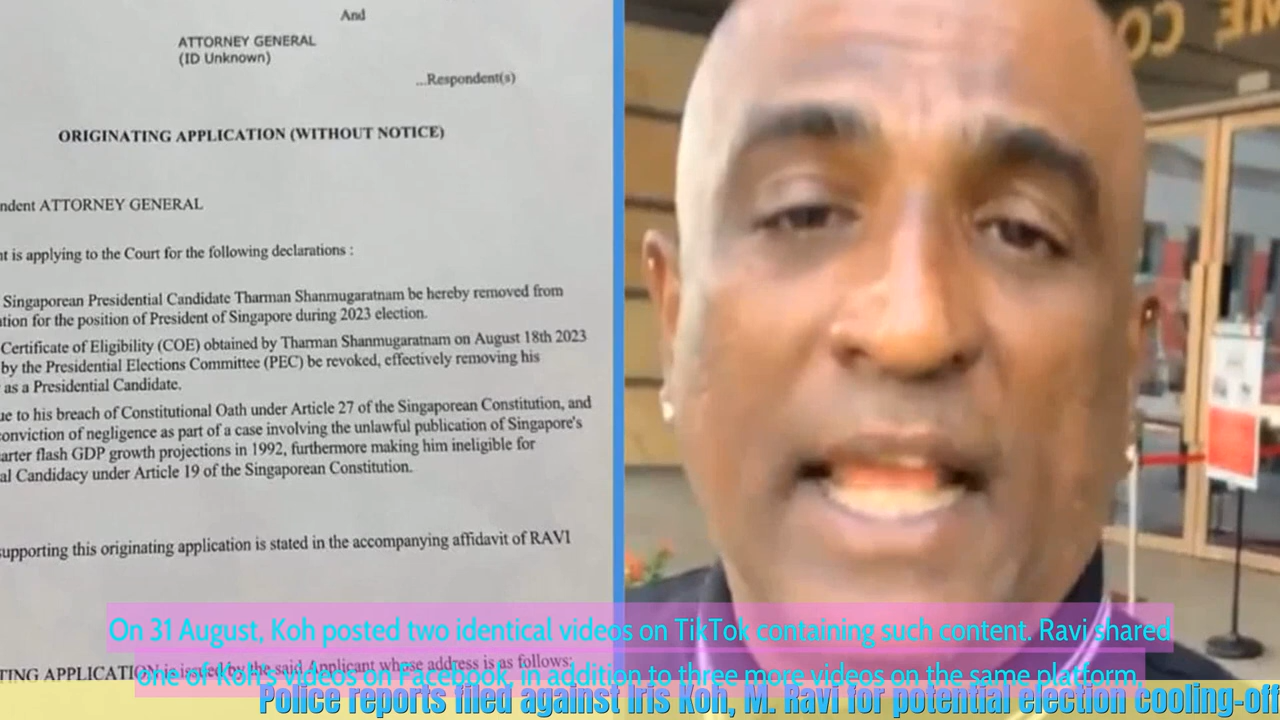 And
ATTORNEY GENERAL
(ID Unknown)
...Respondent(s)
ORIGINATING APPLICATION (WITHOUT NOTICE)
ndent ATTORNEY GENERAL
nt is applying to the Court for the following declarations :
Singaporean Presidential Candidate Tharman Shanmugaratnam be hereby removed from
tion for the position of President of Singapore during 2023 election.
Certificate of Eligibility (COE) obtained by Tharman Shanmugaratnam on August 18th 2023
by the Presidential Elections Committee (PEC) be revoked, effectively removing his
as a Presidential Candidate.
ue to his breach of Constitutional Oath under Article 27 of the Singaporean Constitution, and
conviction of negligence as part of a case involving the unlawful publication of Singapore's
arter flash GDP growth projections in 1992, furthermore making him ineligible for
al Candidacy under Article 19 of the Singaporean Constitution.
supporting this originating application is stated in the accompanying affidavit of RAVI
TING APPLICATION is issued by the said Applicant whose address is as follows:
ME CO
On 31 August, Koh posted two identical videos on TikTok containing such content. Ravi shared
one of Koh's videos on Facebook, in addition to three more videos on the same platform.
Police reports filed against Iris Koh, M. Ravi for potential election cooling-off